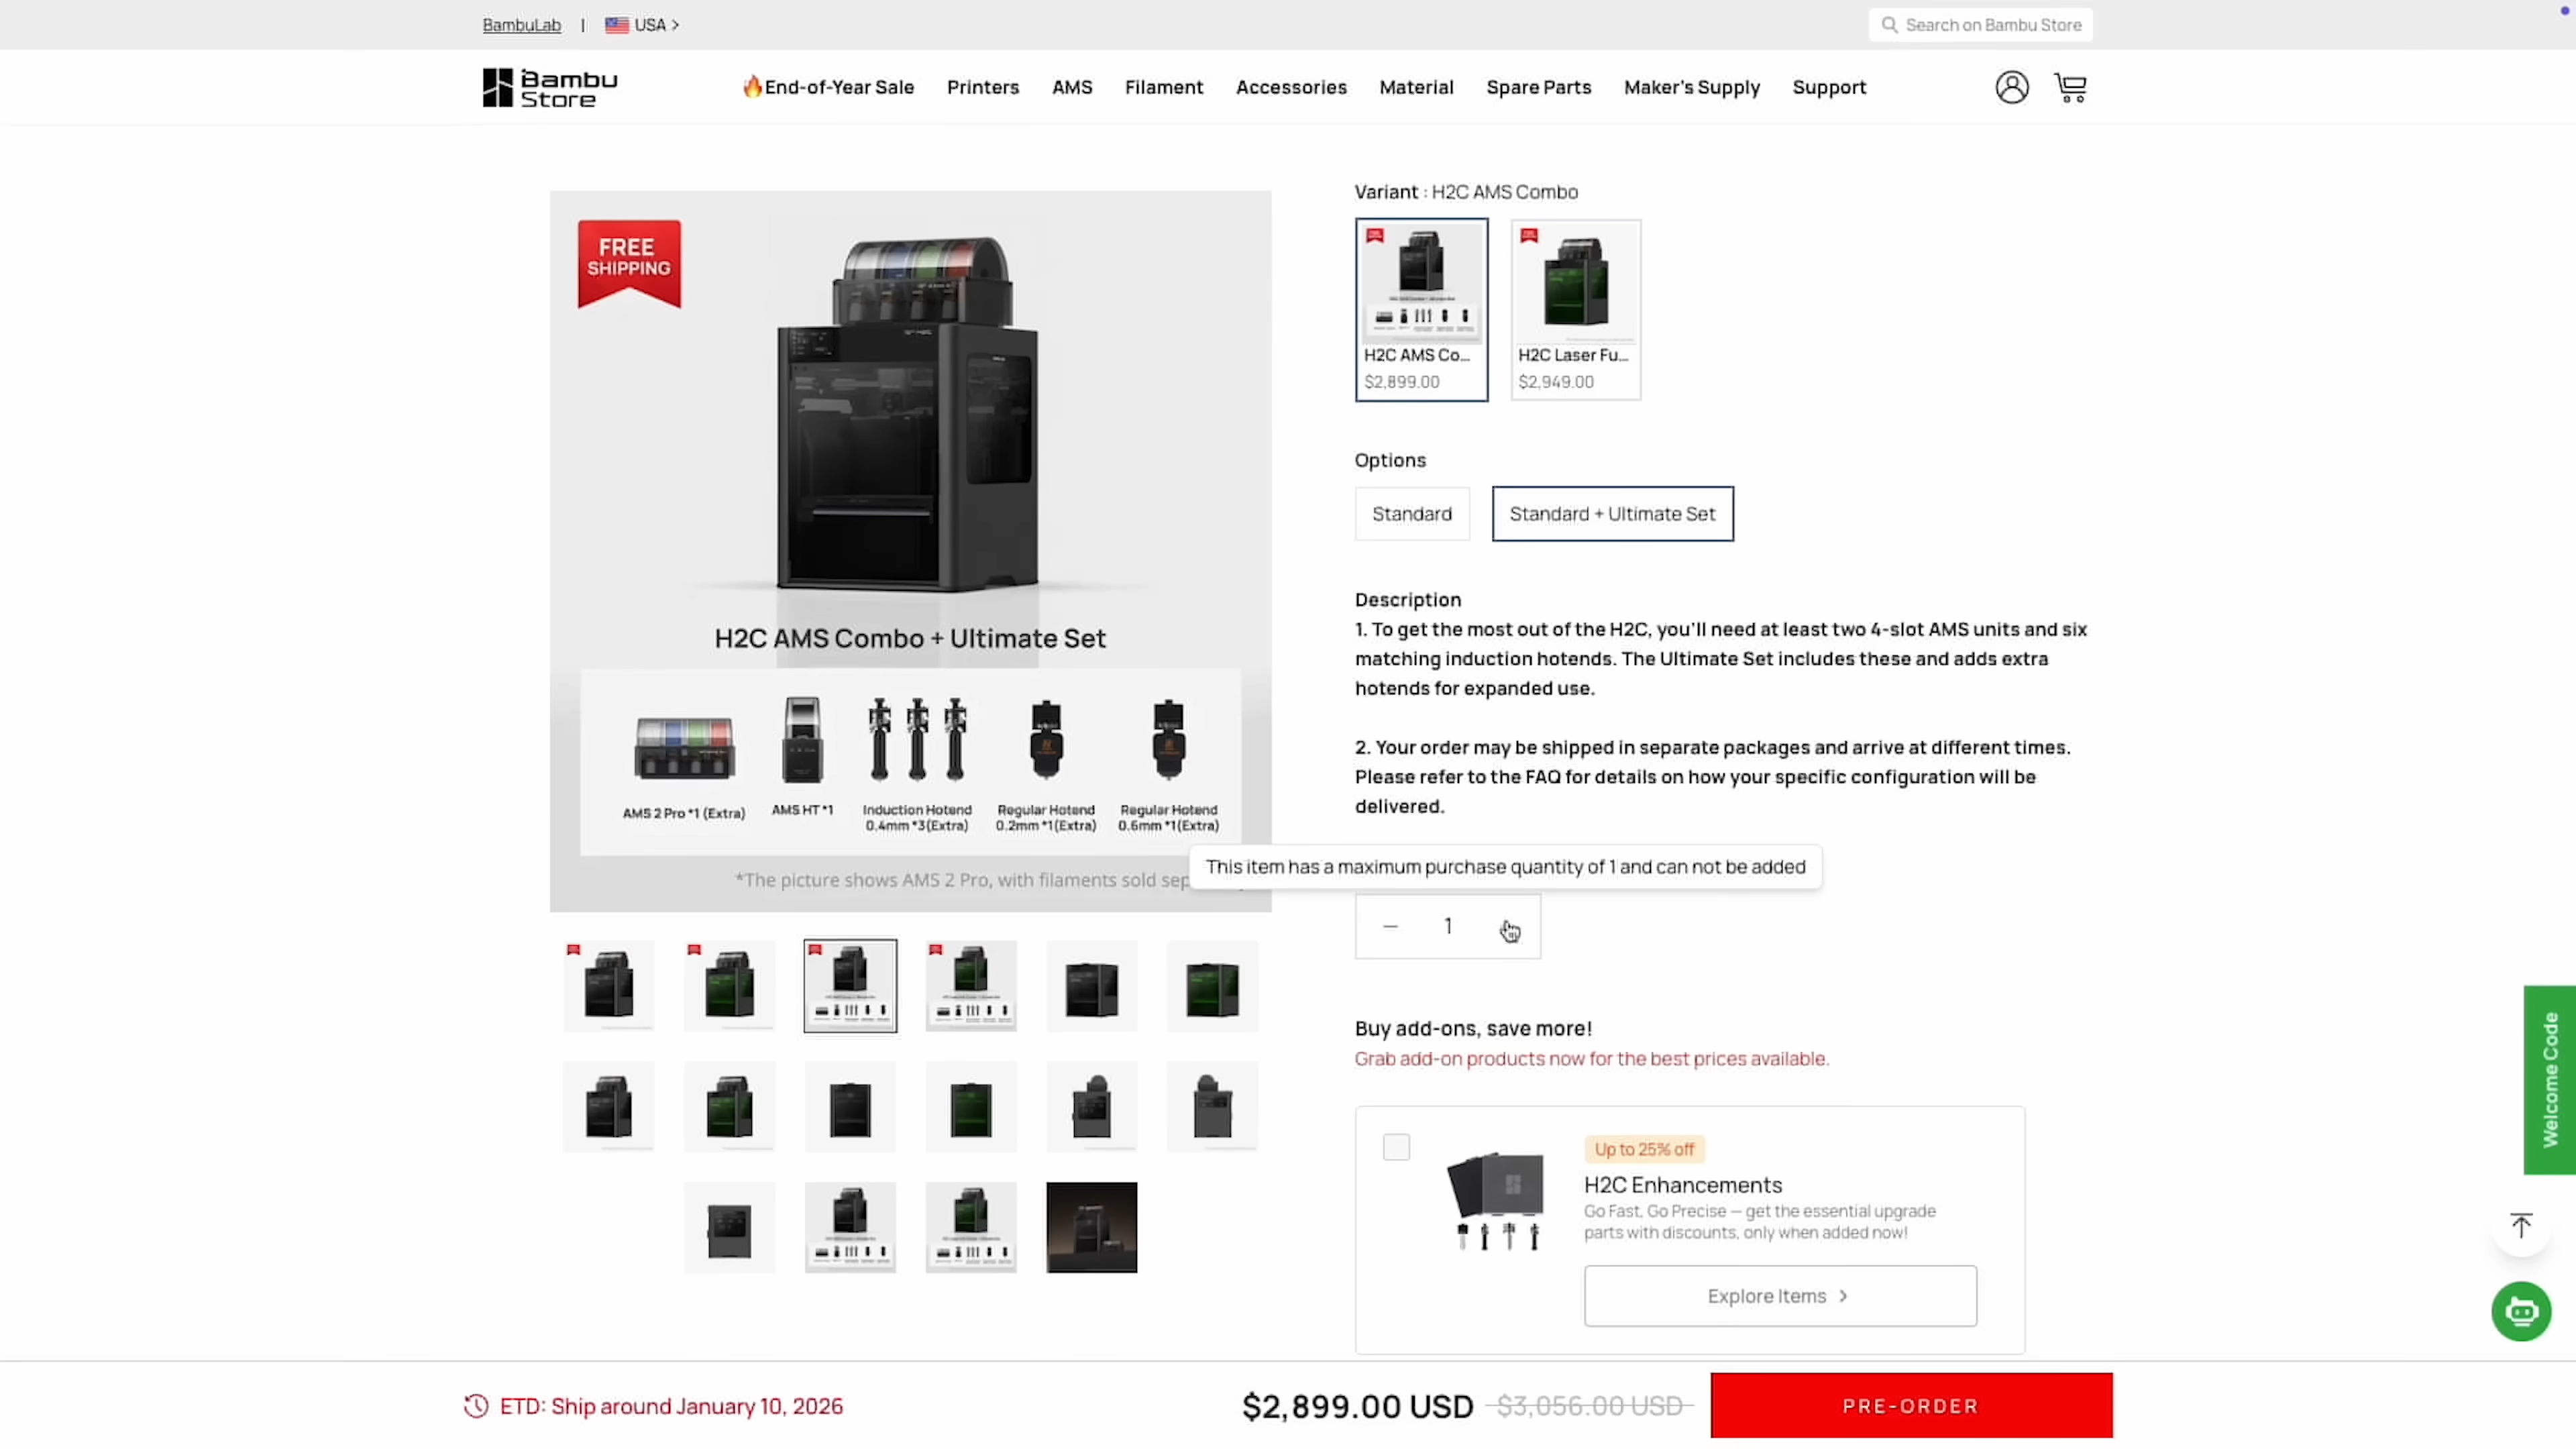 BambuLab | USA >
Search on Bambu Store
Bambu
Store
End-of-Year Sale Printers AMS Filament Accessories Material Spare Parts Maker's Supply Support
FREE
SHIPPING
H2C AMS Combo + Ultimate Set
AMS 2 Pro *1 (Extra)
AMS HT *1
Induction Hotend
0.4mm *3(Extra)
Regular Hotend
0.2mm *1(Extra)
Regular Hotend
0.6mm *1(Extra)
*The picture shows AMS 2 Pro, with filaments sold
Variant : H2C AMS Combo
H2C AMS Co...
$2,899.00
H2C Laser Fu...
$2,949.00
Options
Standard
Standard + Ultimate Set
Description
1. To get the most out of the H2C, you'll need at least two 4-slot AMS units and six
matching induction hotends. The Ultimate Set includes these and adds extra
hotends for expanded use.
2. Your order may be shipped in separate packages and arrive at different times.
Please refer to the FAQ for details on how your specific configuration will be
delivered.
This item has a maximum purchase quantity of 1 and can not be added
− 1
Buy add-ons, save more!
Grab add-on products now for the best prices available.
Up to 25% off
H2C Enhancements
Go Fast, Go Precise — get the essential upgrade
parts with discounts, only when added now!
Explore Items >
Welcome Code
ETD: Ship around January 10, 2026
$2,899.00 USD $3,056.00 USD
PRE-ORDER